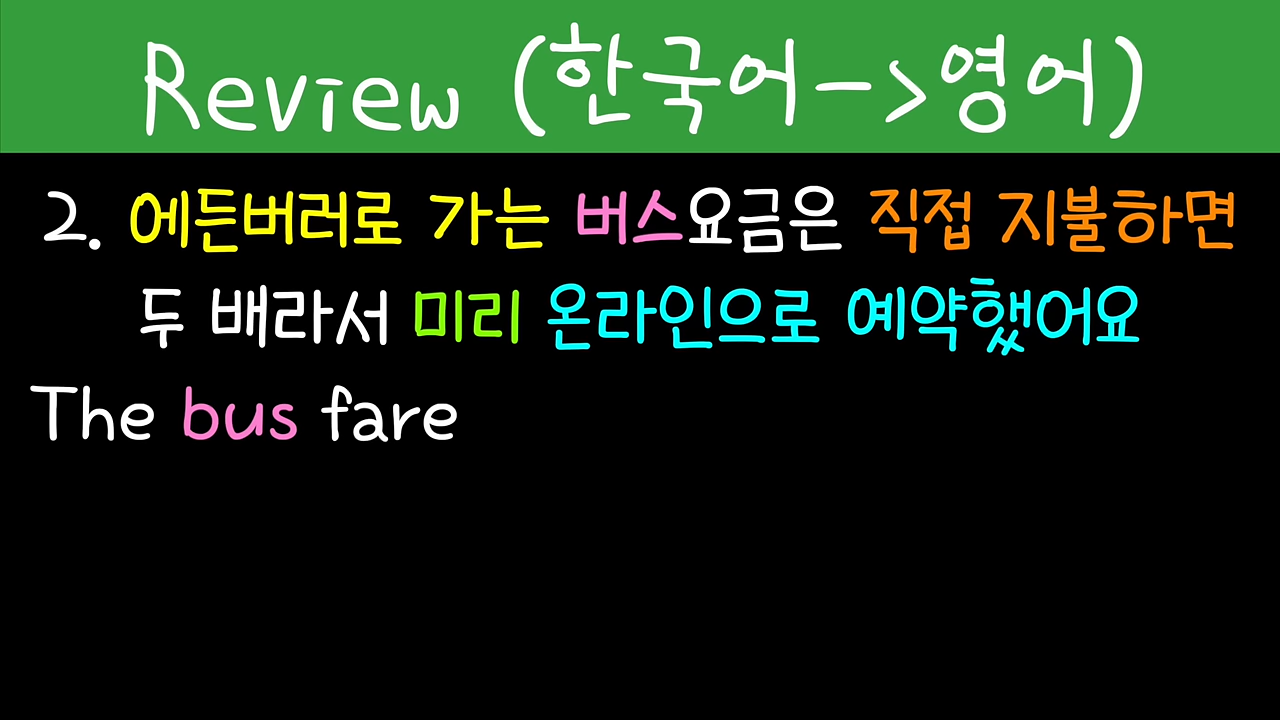 Review (한국어->영어)
2. 에든버러로 가는 버스요금은 직접 지불하면
두 배라서 미리 온라인으로 예약했어요
The bus fare